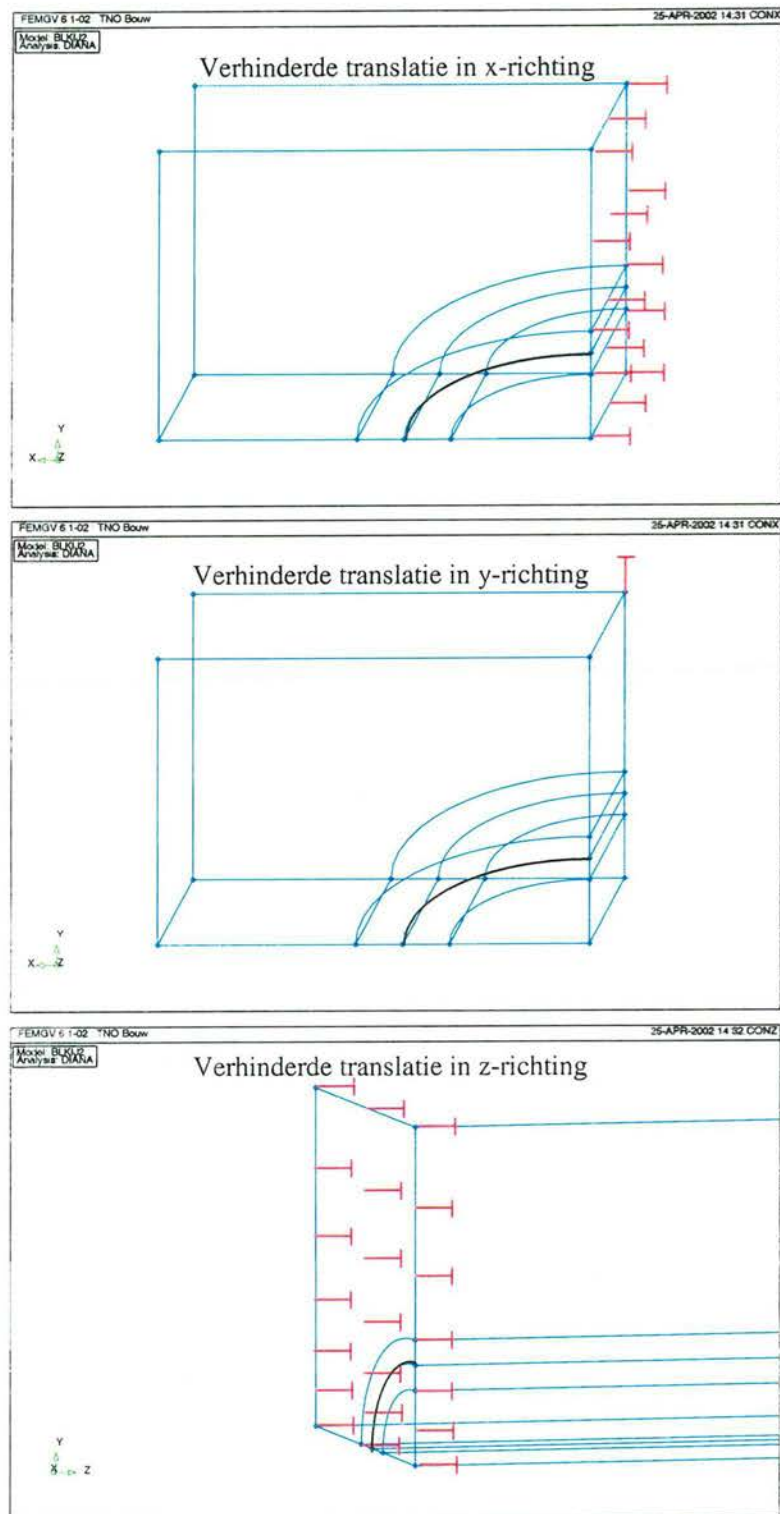 FEMGV 6 1-02 TNO Bouw
25-APR-2002 14:31 CONX
Model: BLKIJ2
Analysis: DIANA
Verhinderde translatie in x-richting
Y
X
Z
FEMGV 6 1-02 TNO Bouw
25-APR-2002 14 31 CONX
Model: BLKIJ2
Analysis: DIANA
Verhinderde translatie in y-richting
Y
X
Z
FEMGV 6 1-02 TNO Bouw
25-APR-2002 14 32 CONZ
Model: BLKIJ2
Analysis: DIANA
Verhinderde translatie in z-richting
Y
X
Z